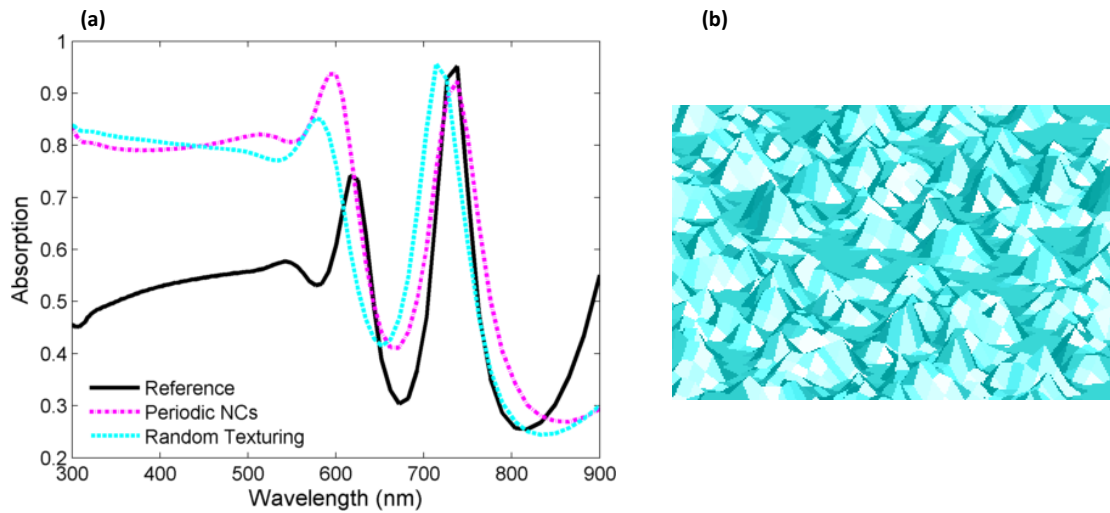 (a)
(b)
1
0.9
0.8
0.7
0.6
0.5
0.4
0.3
0.2
Absorption
Reference
Periodic NCs
Random Texturing
300 400 500 600 700 800 900
Wavelength (nm)